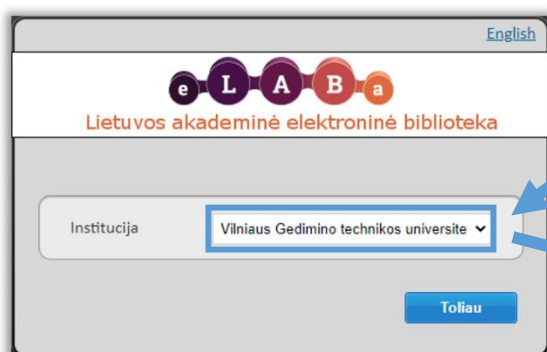 English
eLABa
Lietuvos akademinė elektroninė biblioteka
Institucija
Vilniaus Gedimino technikos universite
Toliau